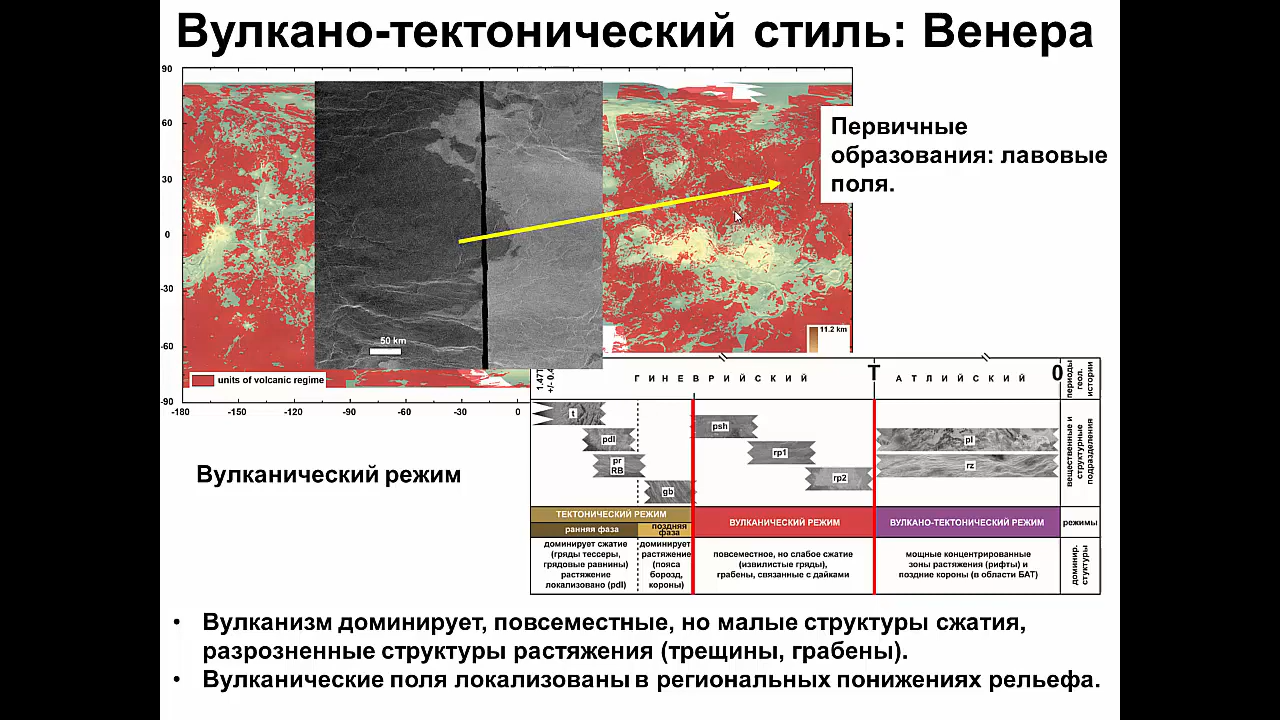 Вулкано-тектонический стиль: Венера
90
60
30
0
-30
-60
-90
-180
-150
-120
-90
-60
-30
0
50 km
11.2 km
units of volcanic regime
Первичные
образования: лавовые
поля.
Вулканический режим
ГИНЕВРИЙСКИЙ
T
АТЛИЙСКИЙ
0
периоды
геол.
истории
t
pdl
pr
RB
gb
psh
rp1
rp2
pl
rz
вещественные и
структурные
подразделения
ТЕКТОНИЧЕСКИЙ РЕЖИМ
ранняя фаза
поздняя
фаза
ВУЛКАНИЧЕСКИЙ РЕЖИМ
ВУЛКАНО-ТЕКТОНИЧЕСКИЙ РЕЖИМ
режимы
доминирует сжатие
(гряды тессеры,
грядовые равнины)
растяжение
локализовано (pdl)
доминирует
растяжение
(пояса
борозд,
короны)
повсеместное, но слабое сжатие
(извилистые гряды),
грабены, связанные с дайками
мощные концентрированные
зоны растяжения (рифты) и
поздние короны (в области БАТ)
доминир.
стуктуры
• Вулканизм доминирует, повсеместные, но малые структуры сжатия,
разрозненные структуры растяжения (трещины, грабены).
• Вулканические поля локализованы в региональных понижениях рельефа.